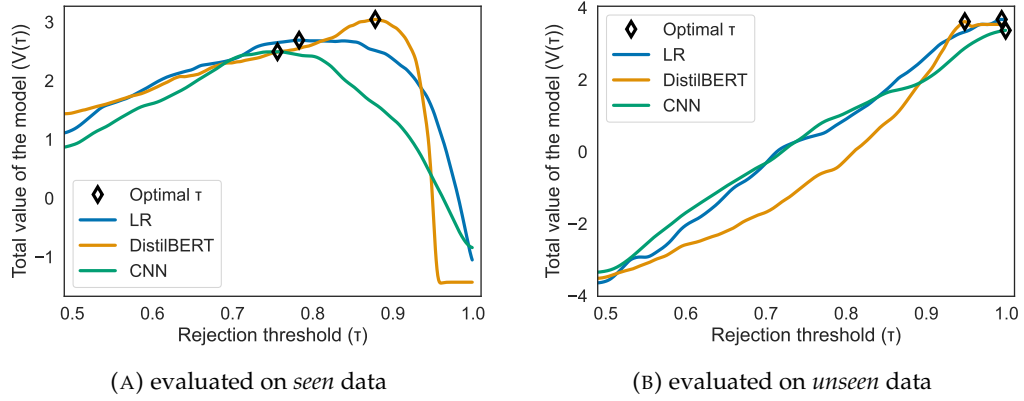 Total value of the model (V(τ))
3
2
1
0
−1
Optimal τ
LR
DistilBERT
CNN
0.5 0.6 0.7 0.8 0.9 1.0
Rejection threshold (τ)
(A) evaluated on seen data
Total value of the model (V(τ))
4
2
0
−2
−4
Optimal τ
LR
DistilBERT
CNN
0.5 0.6 0.7 0.8 0.9 1.0
Rejection threshold (τ)
(B) evaluated on unseen data